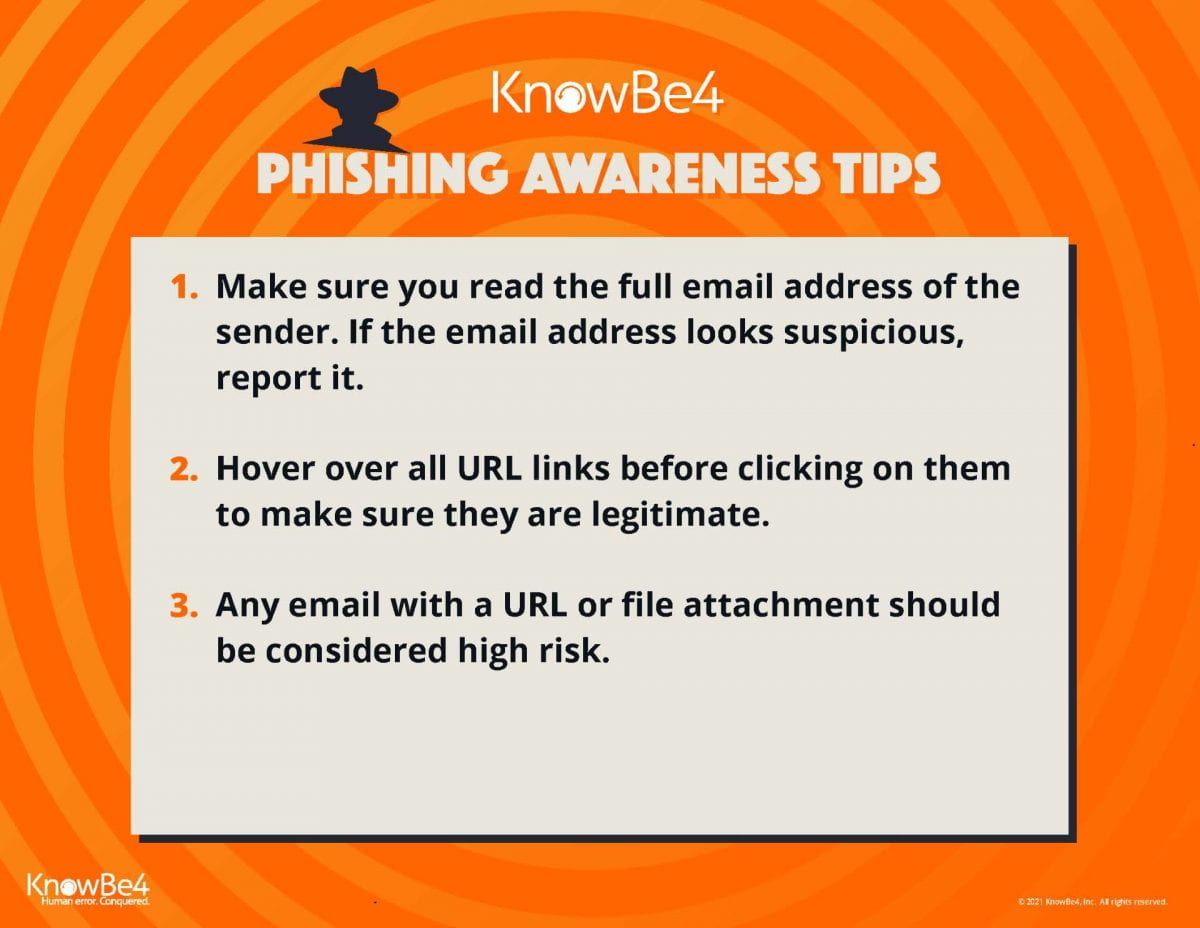 KnowBe4
PHISHING AWARENESS TIPS
1. Make sure you read the full email address of the
sender. If the email address looks suspicious,
report it.
2. Hover over all URL links before clicking on them
to make sure they are legitimate.
3. Any email with a URL or file attachment should
be considered high risk.
KnowBe4
Human error. Conquered.
© 2021 KnowBe4, Inc. All rights reserved.